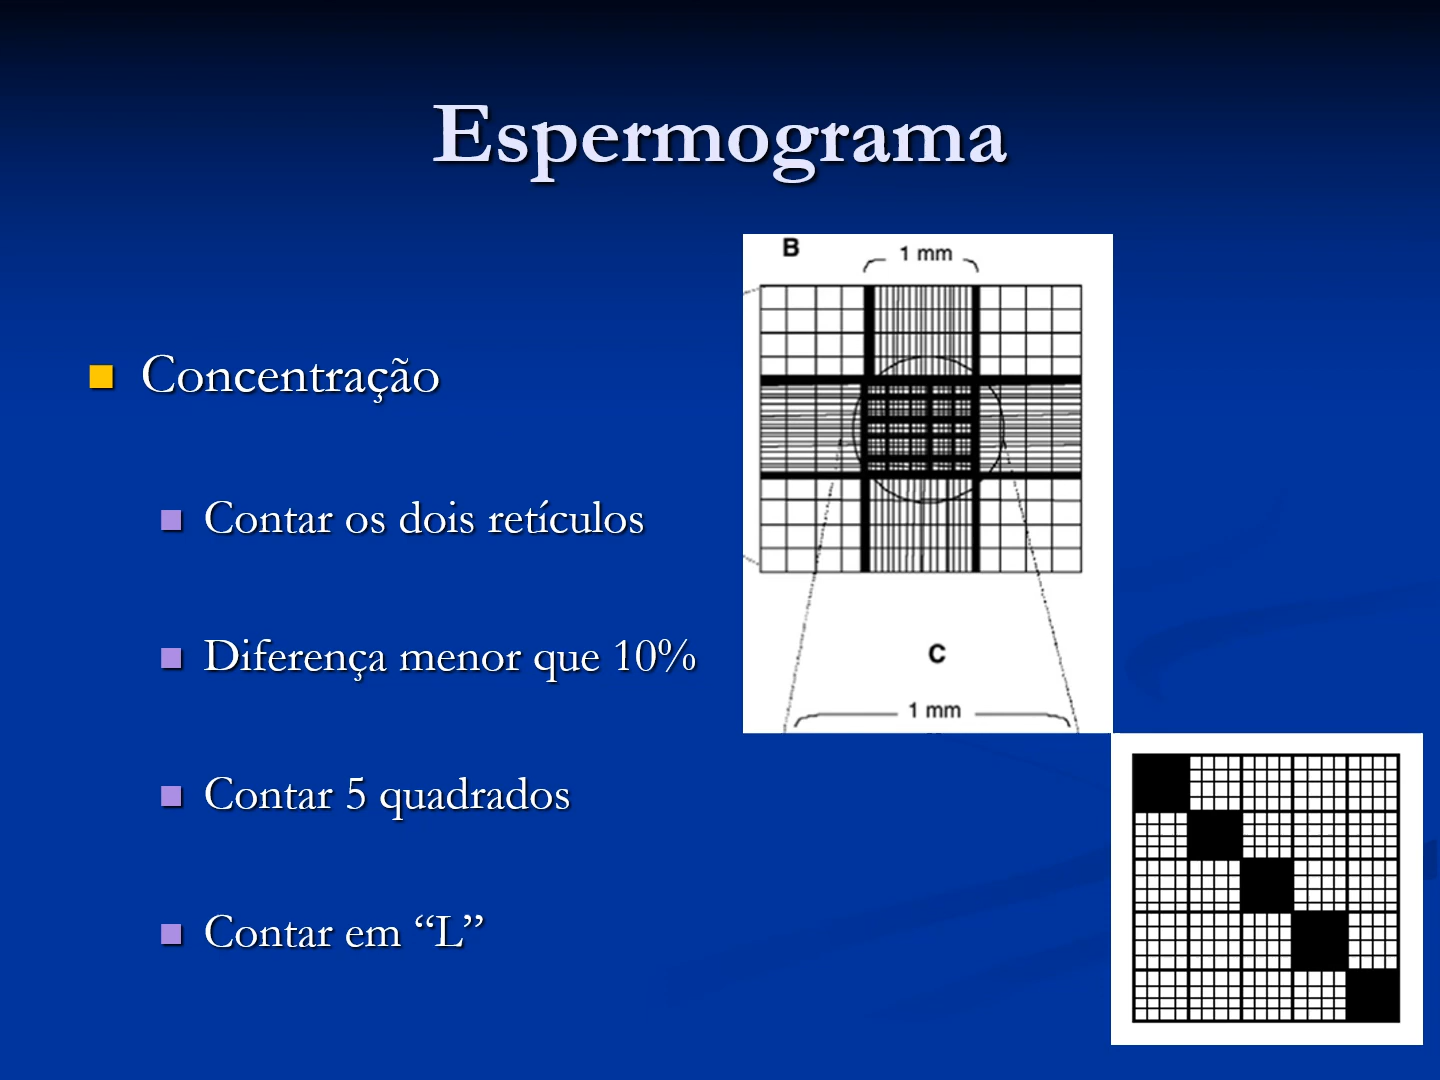 Espermograma
B
1 mm
Concentração
Contar os dois retículos
Diferença menor que 10%
C
1 mm
Contar 5 quadrados
Contar em “L”